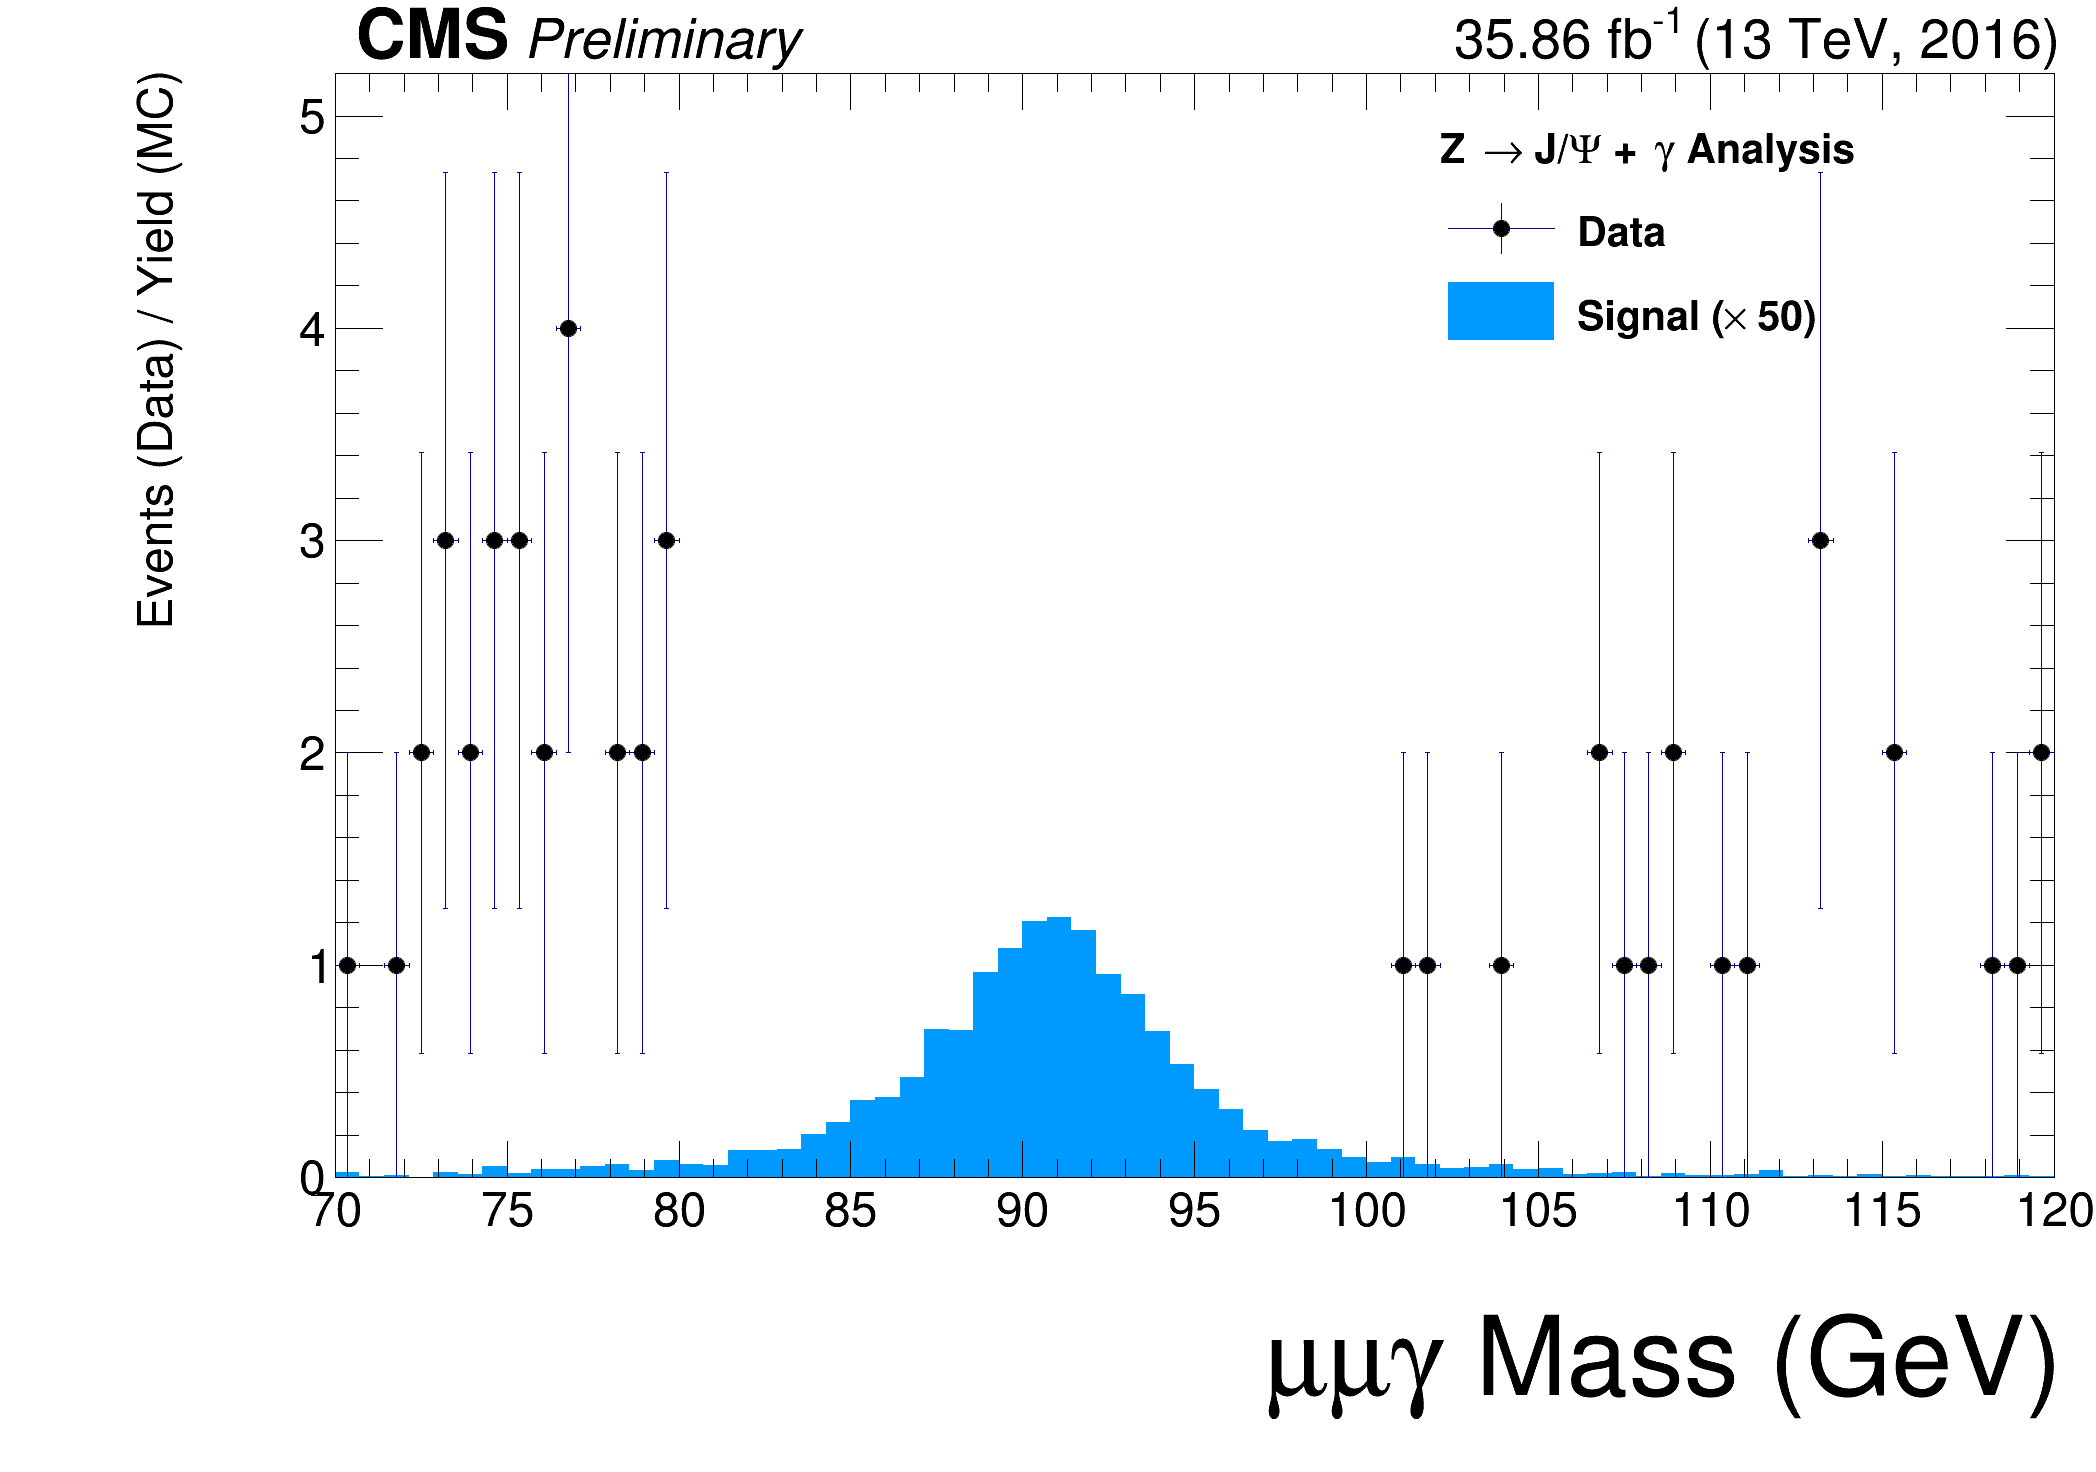 CMS Preliminary
35.86 fb-1 (13 TeV, 2016)
Events (Data) / Yield (MC)
Z → J/Ψ + γ Analysis
Data
Signal (× 50)
5
4
3
2
1
0
70 75 80 85 90 95 100 105 110 115 120
μμγ Mass (GeV)